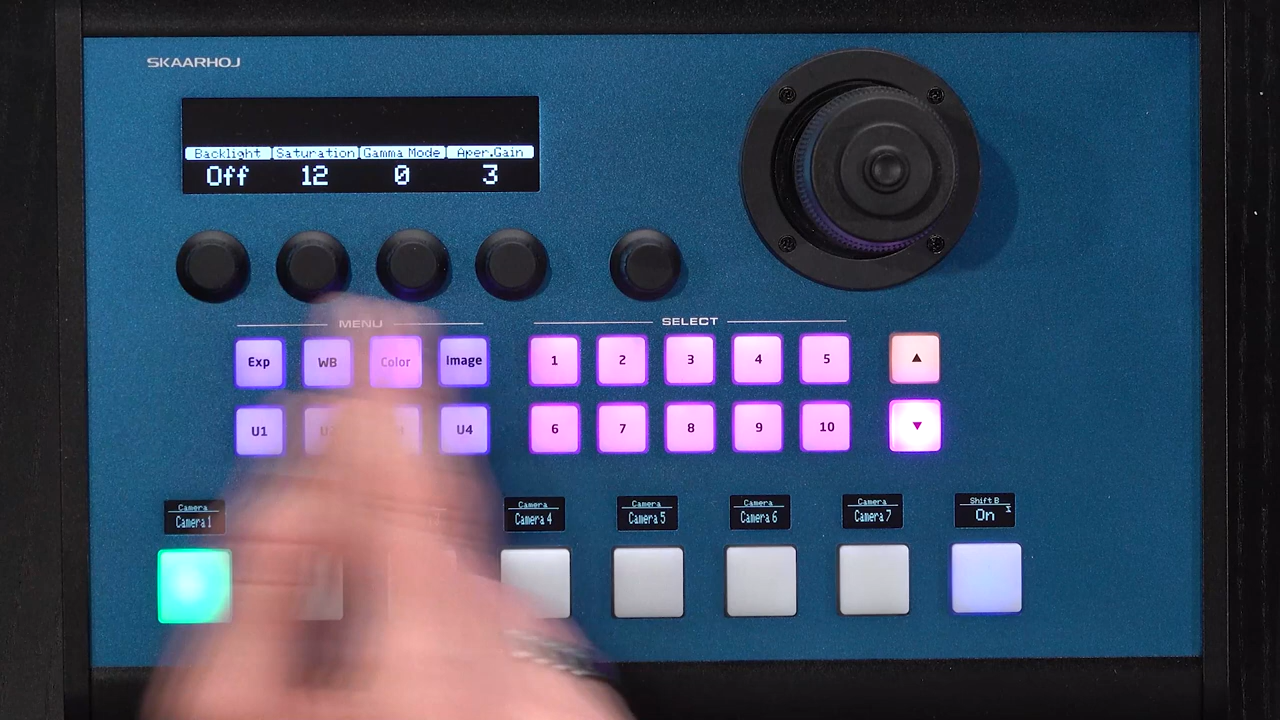 SKAARHOJ
Backlight Saturation Gamma Mode Aper.Gain
Off 12 0 3
MENU SELECT
Exp WB Color Image 1 2 3 4 5 ▲
U1 U4 6 7 8 9 10 ▼
Camera Camera Camera Camera Camera Shift B
Camera 1 Camera 4 Camera 5 Camera 6 Camera 7 On